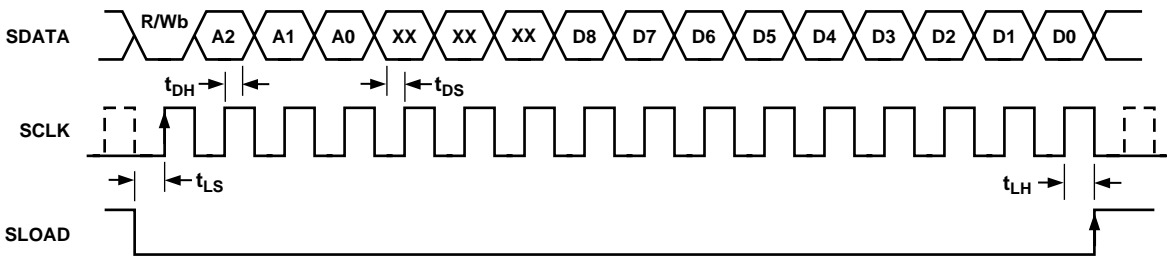 SDATA R/Wb A2 A1 A0 XX XX XX D8 D7 D6 D5 D4 D3 D2 D1 D0
tDH tDS
SCLK
tLS tLH
SLOAD